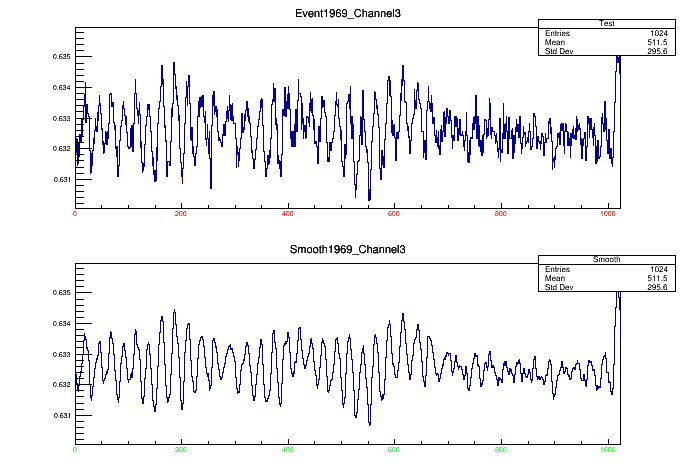 Event1969_Channel3
Test
Entries 1024
Mean 511.5
Std Dev 295.6
0.635
0.634
0.633
0.632
0.631
0 200 400 600 800 1000
Smooth1969_Channel3
Smooth
Entries 1024
Mean 511.5
Std Dev 295.6
0.635
0.634
0.633
0.632
0.631
0 200 400 600 800 1000